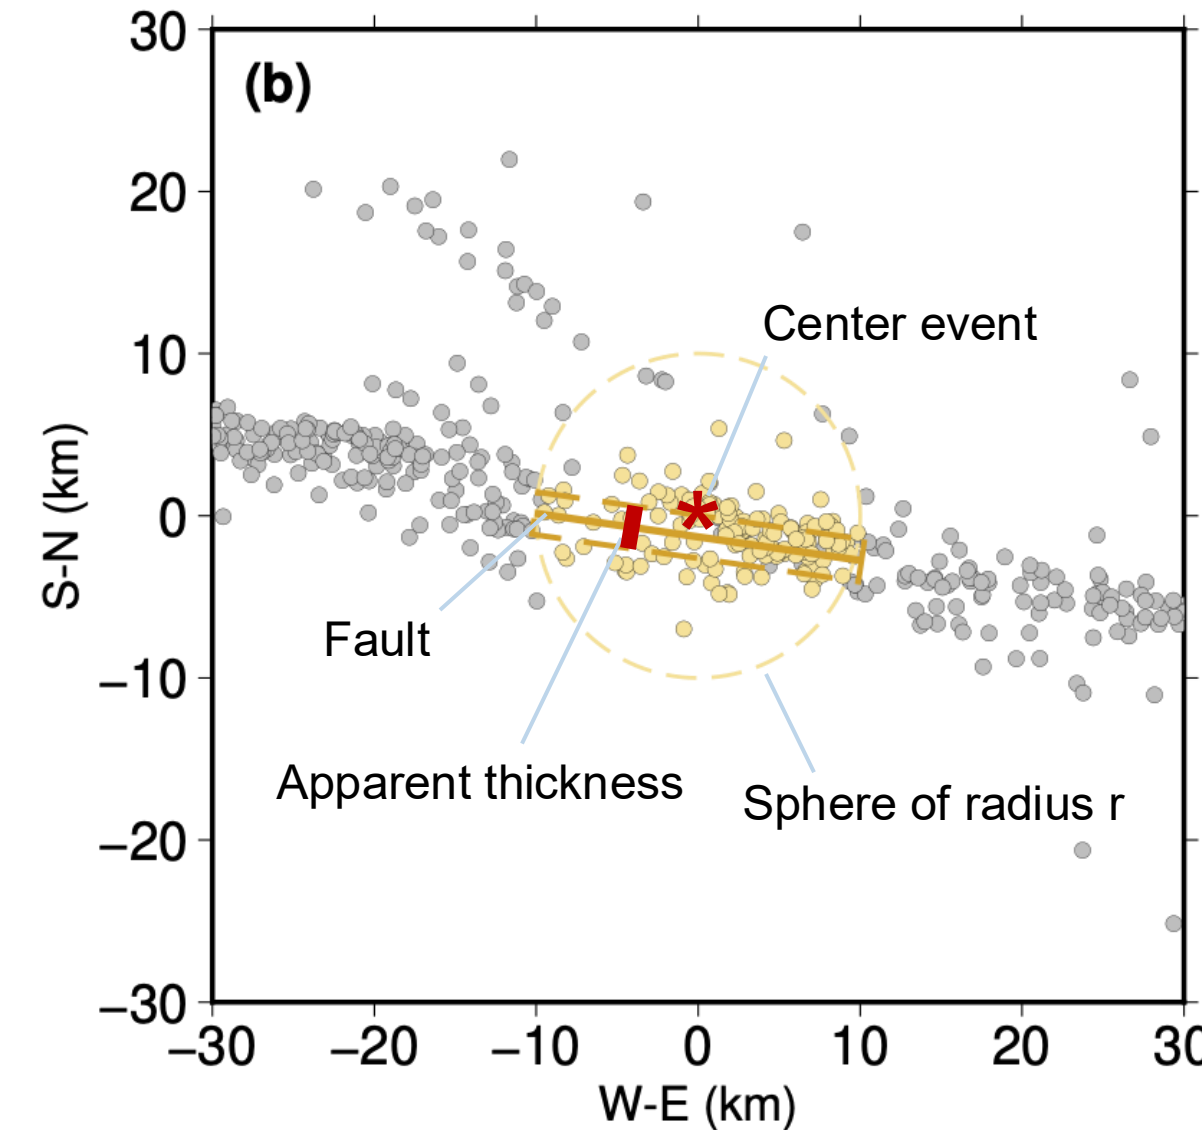 30
(b)
20
Center event
10
S-N (km)
0
Fault
−10
Apparent thickness
Sphere of radius r
−20
−30
−30 −20 −10 0 10 20 30
W-E (km)